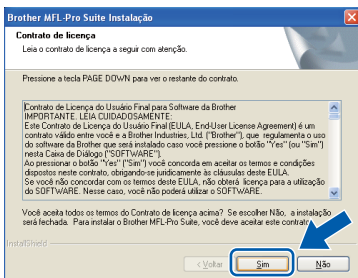 Brother MFL-Pro Suite Instalação
Contrato de licença
Leia o contrato de licença a seguir com atenção.
Pressione a tecla PAGE DOWN para ver o restante do contrato.
Contrato de Licença do Usuário Final para Software da Brother
IMPORTANTE. LEIA CUIDADOSAMENTE:
Este Contrato de Licença do Usuário Final (EULA, End-User License Agreement) é um
contrato válido entre você e a Brother Industries, Ltd. ("Brother"), que regulamenta o uso
do software da Brother que será instalado caso você pressione o botão "Yes" (ou "Sim")
nesta Caixa de Diálogo ("SOFTWARE").
Ao pressionar o botão "Yes" ("Sim") você concorda em aceitar os termos e condições
dispostos neste contrato, obrigando-se juridicamente às cláusulas deste EULA.
Se você não concordar com os termos deste EULA, não obterá licença para a utilização
do SOFTWARE. Nesse caso, você não poderá utilizar o SOFTWARE.
Você aceita todos os termos do Contrato de licença acima? Se escolher Não, a instalação
será fechada. Para instalar o Brother MFL-Pro Suite, você deve aceitar este contrato.
InstallShield
< Voltar
Sim
Não